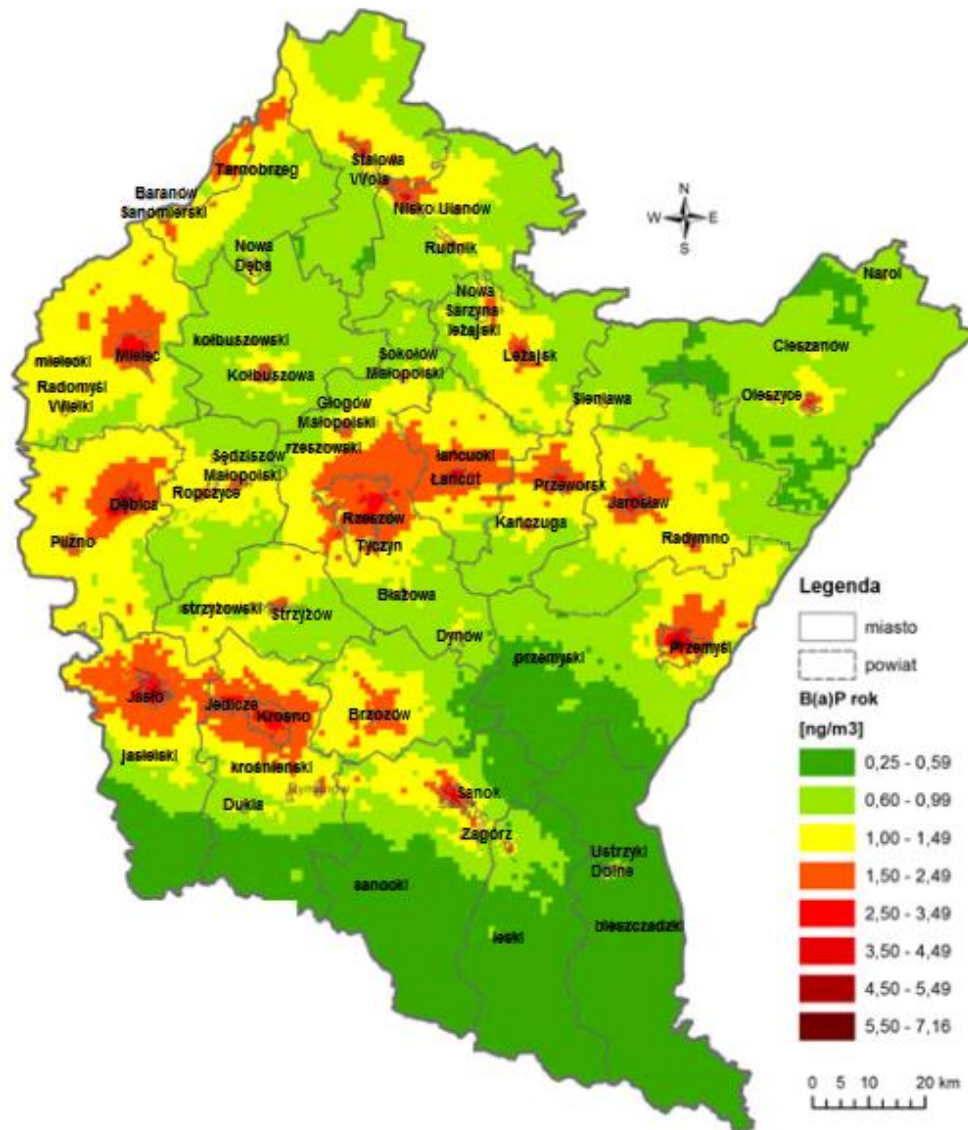 Tarnobrzeg
Stalowa
Wola
Baranów
Sanomierski
Nisko Ulanów
Nowa
Dęba
Rudnik
Narol
Nowa
Sarzyna
leżajski
Mielec
kolbuszowski
Cieszanów
mielecki
Sokołów
Małopolski
Leżajsk
Radomyśl
Wielki
Kolbuszowa
Oleszyce
Głogów
Małopolski
Sieniawa
rzeszowski
łańcucki
Sędziszów
Małopolski
Łańcut
Przeworsk
Ropczyce
Dębica
Rzeszów
Jarosław
Kańczuga
Pilzno
Tyczyn
Radymno
Błażowa
strzyżowski
Strzyżów
Dynów
Przemyśl
przemyski
Jasło
Jedicze
Krosno
Brzozów
jasielski
krośnieński
Rymanów
Dukla
Sanok
Zagórz
Ustrzyki
Dolne
sanocki
leski
bieszczadzki
N
W E
S
Legenda
miasto
powiat
B(a)P rok
[ng/m3]
0,25 - 0,59
0,60 - 0,99
1,00 - 1,49
1,50 - 2,49
2,50 - 3,49
3,50 - 4,49
4,50 - 5,49
5,50 - 7,16
0 5 10 20 km